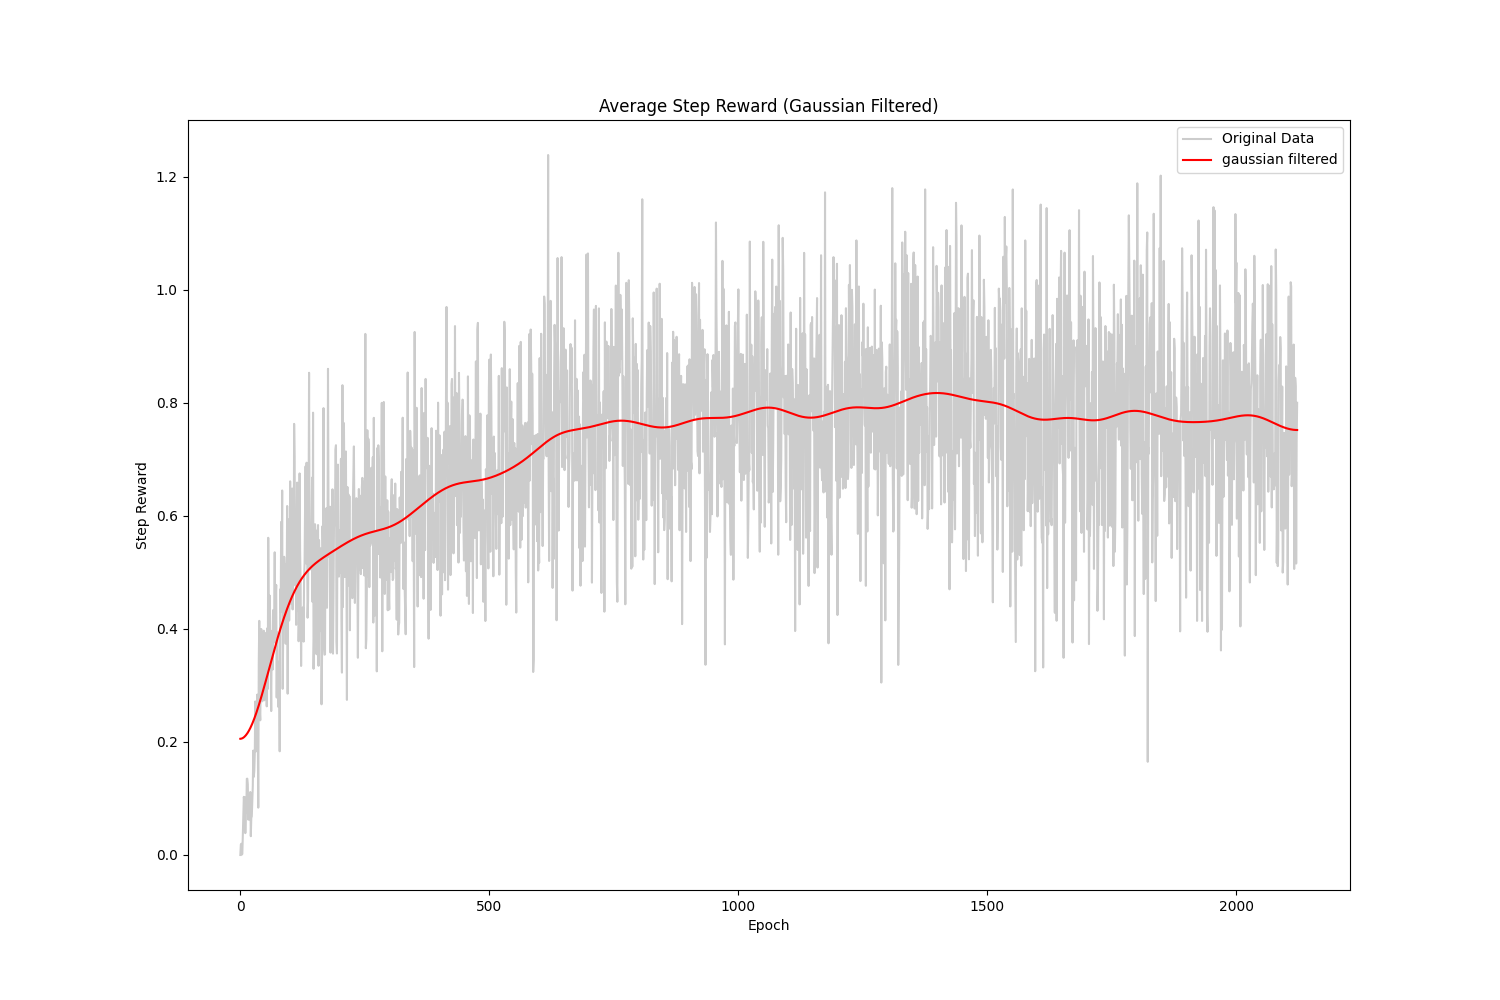 Average Step Reward (Gaussian Filtered)
Original Data
gaussian filtered
1.2
1.0
0.8
0.6
0.4
0.2
0.0
Step Reward
0
500
1000
1500
2000
Epoch